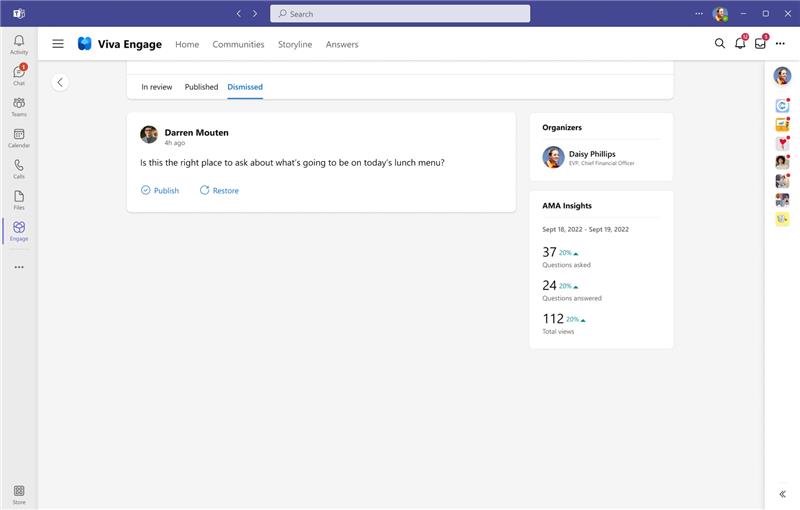 Search
Activity
1
Chat
Teams
Calendar
Calls
Files
Engage
Store
Viva Engage
Home
Communities
Storyline
Answers
12
5
In review
Published
Dismissed
Darren Mouten
4h ago
Is this the right place to ask about what's going to be on today's lunch menu?
Publish
Restore
Organizers
Daisy Phillips
EVP, Chief Financial Officer
AMA Insights
Sept 18, 2022 - Sept 19, 2022
37 20%
Questions asked
24 20%
Questions answered
112 20%
Total views